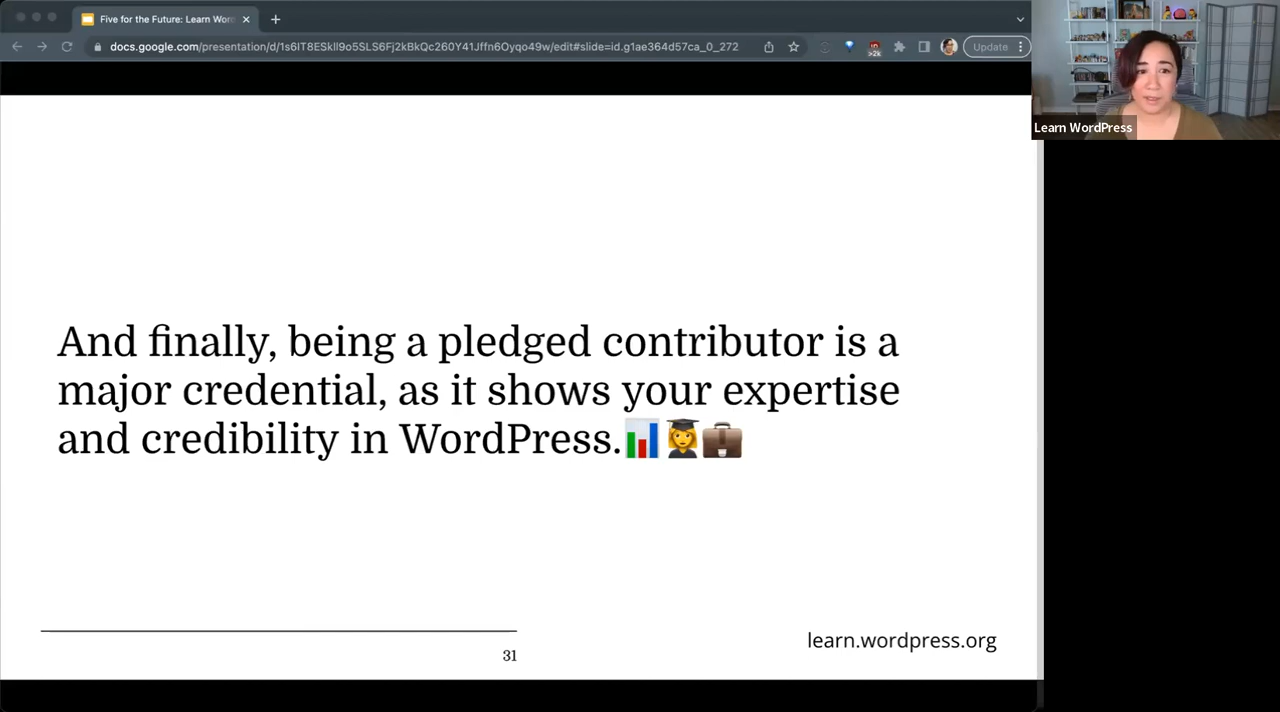 Five for the Future: Learn Word
docs.google.com/presentation/d/1s6IT8ESkIl9o5SLS6Fj2kBkQc260Y41Jffn6Oyqo49w/edit#slide=id.g1ae364d57ca_0_272
>2k
Update
Learn WordPress
And finally, being a pledged contributor is a
major credential, as it shows your expertise
and credibility in WordPress.📊👩‍🎓💼
31
learn.wordpress.org